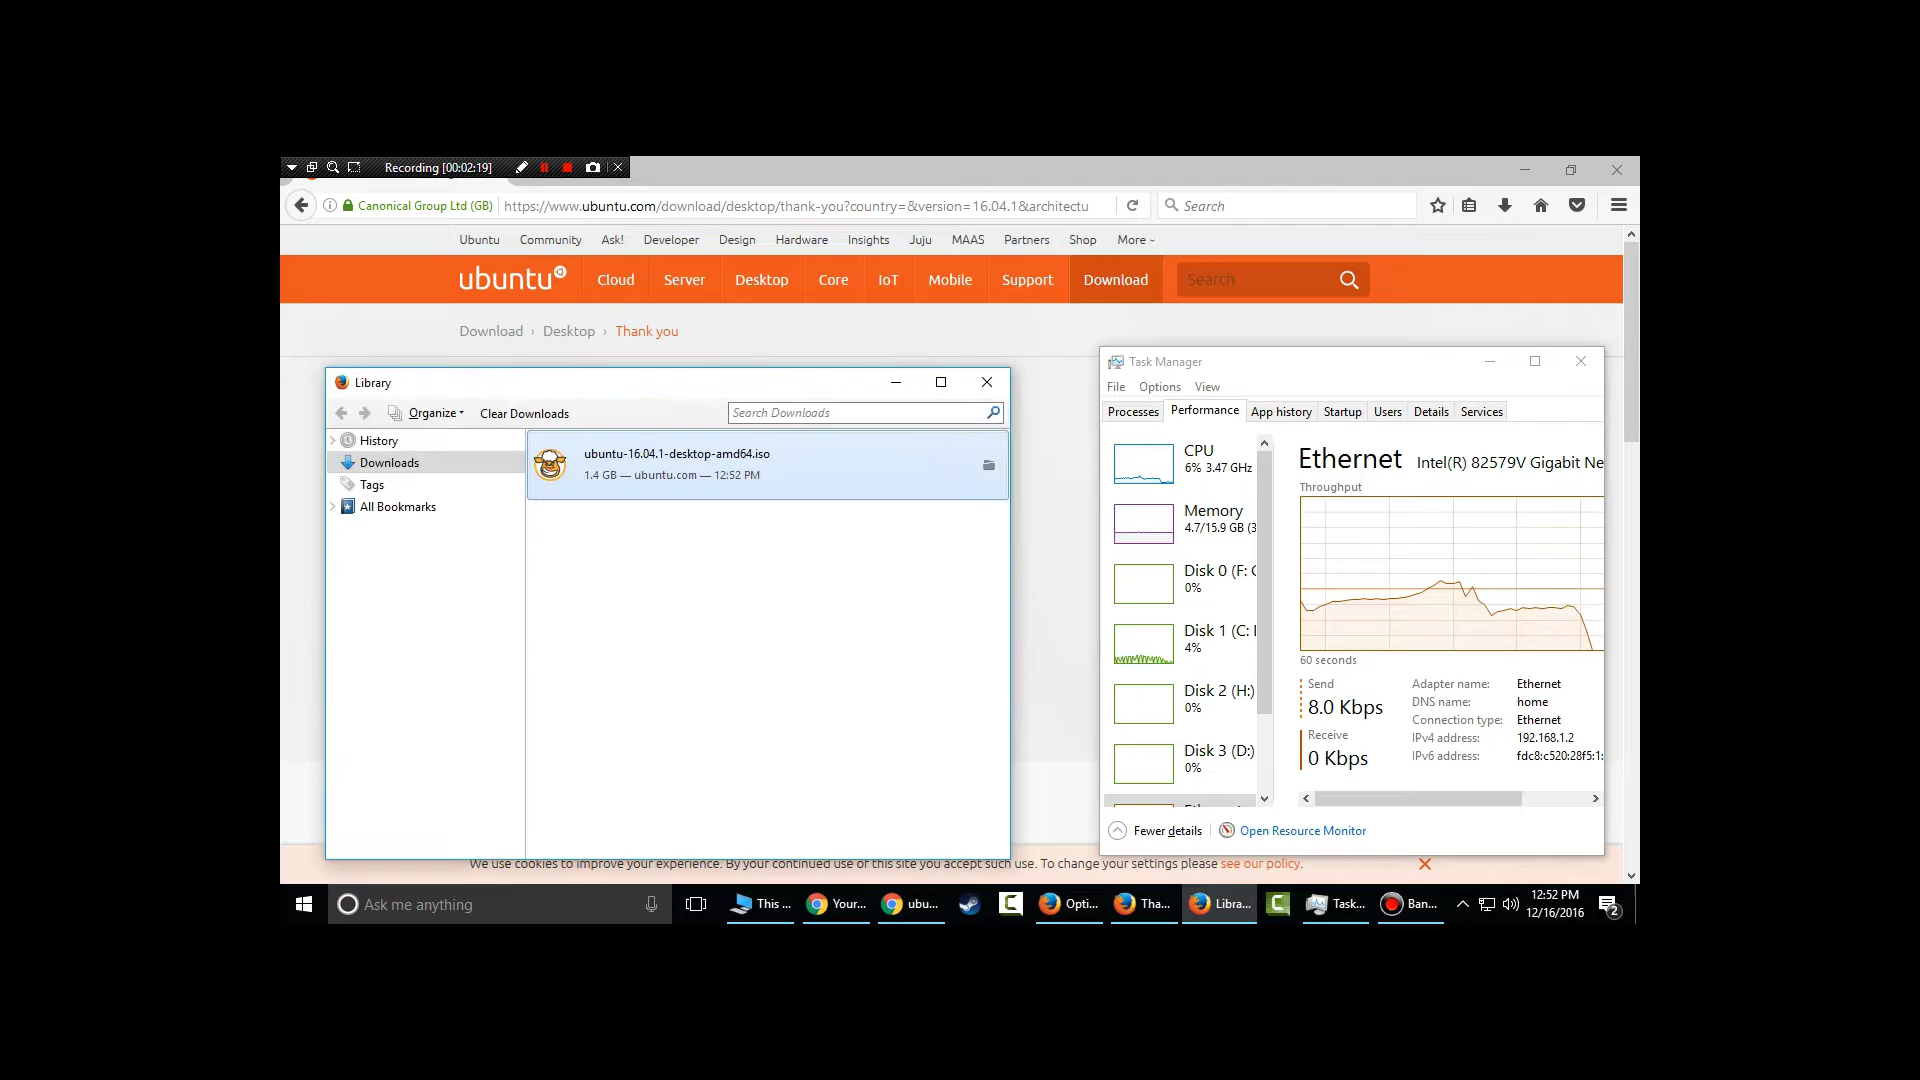 Recording [00:02:19]
Canonical Group Ltd (GB)
https://www.ubuntu.com/download/desktop/thank-you?country=&version=16.04.1&architectu
Search
Ubuntu Community Ask! Developer Design Hardware Insights Juju MAAS Partners Shop More
ubuntu Cloud Server Desktop Core IoT Mobile Support Download Search
Download › Desktop › Thank you
Library
Organize Clear Downloads Search Downloads
History
Downloads
Tags
All Bookmarks
ubuntu-16.04.1-desktop-amd64.iso
1.4 GB — ubuntu.com — 12:52 PM
Task Manager
File Options View
Processes Performance App history Startup Users Details Services
CPU
6% 3.47 GHz
Memory
4.7/15.9 GB (3
Disk 0 (F:
0%
Disk 1 (C:
4%
Disk 2 (H:)
0%
Disk 3 (D:)
0%
Ethernet Intel(R) 82579V Gigabit Ne
Throughput
60 seconds
Send
8.0 Kbps
Receive
0 Kbps
Adapter name: Ethernet
DNS name: home
Connection type: Ethernet
IPv4 address: 192.168.1.2
IPv6 address: fdc8:c520:28f5:1:
Fewer details Open Resource Monitor
We use cookies to improve your experience. By your continued use of this site you accept such use. To change your settings please see our policy.
Ask me anything
This ... Your... ubu... Opti... Tha... Libra... Task... Ban...
12:52 PM
12/16/2016
2